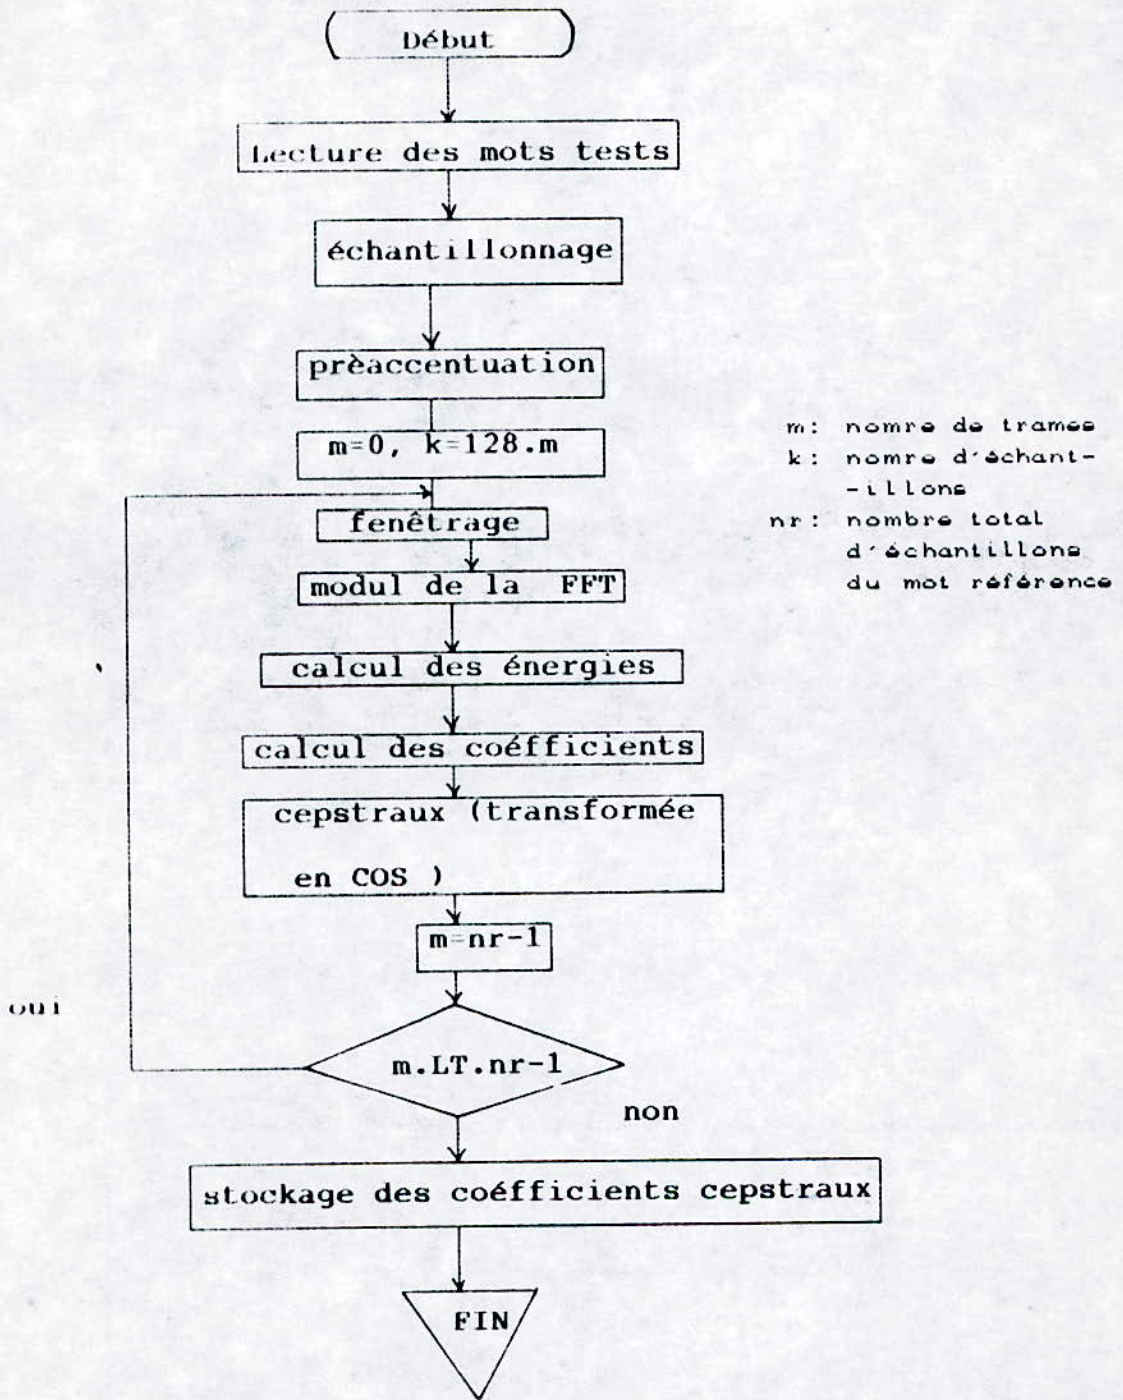 Début
Lecture des mots tests
échantillonnage
prèaccentuation
m=0, k=128.m
fenêtrage
modul de la FFT
calcul des énergies
calcul des coéfficients
cepstraux (transformée
en COS )
m=nr-1
oui
m.LT.nr-1
non
stockage des coéfficients cepstraux
FIN
m: nomre de trames
k: nomre d'échant-
-illons
nr: nombre total
d'échantillons
du mot référence